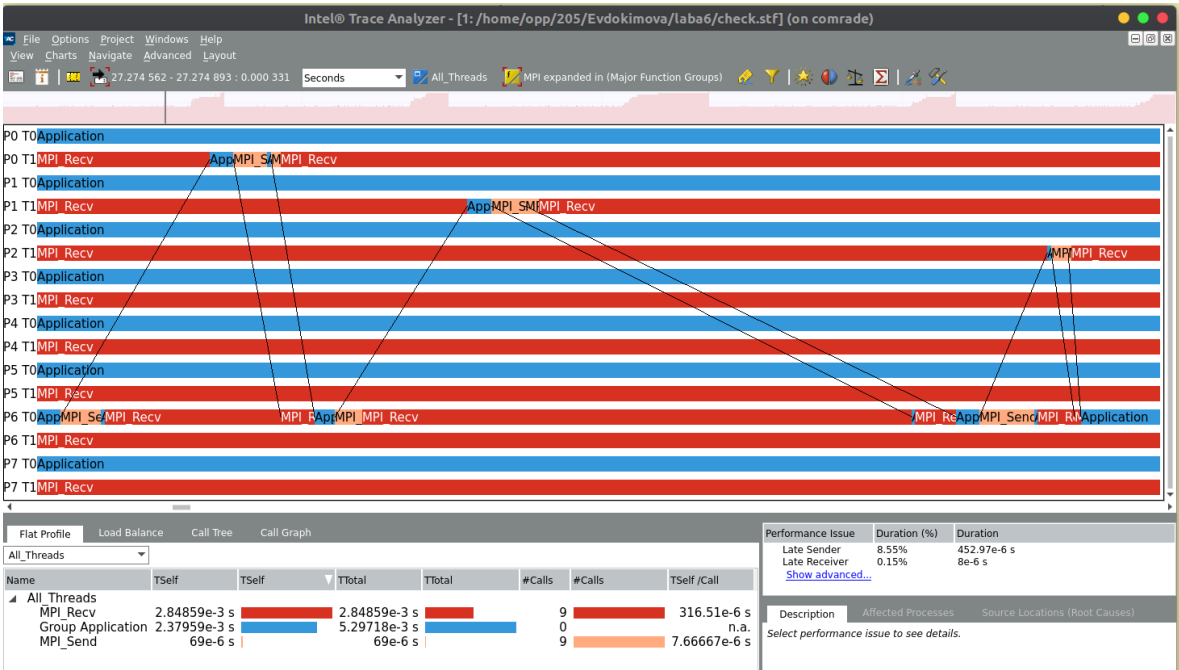 Intel® Trace Analyzer - [1: /home/opp/205/Evdokimova/laba6/check.stf] (on comrade)
File Options Project Windows Help
View Charts Navigate Advanced Layout
27.274 562 - 27.274 893 : 0.000 331 Seconds All_Threads MPI expanded in (Major Function Groups)
P0 T0 Application
P0 T1 MPI_Recv App MPI_S MPI_Recv
P1 T0 Application
P1 T1 MPI_Recv App MPI_S MPI_Recv
P2 T0 Application
P2 T1 MPI_Recv MPI MPI_Recv
P3 T0 Application
P3 T1 MPI_Recv
P4 T0 Application
P4 T1 MPI_Recv
P5 T0 Application
P5 T1 MPI_Recv
P6 T0 App MPI_Se MPI_Recv MPI_R App MPI_ MPI_Recv MPI_Re App MPI_Send MPI_R Application
P6 T1 MPI_Recv
P7 T0 Application
P7 T1 MPI_Recv
Flat Profile Load Balance Call Tree Call Graph
All_Threads
Name TSelf TSelf TTotal TTotal #Calls #Calls TSelf /Call
All_Threads
MPI_Recv 2.84859e-3 s 2.84859e-3 s 9 316.51e-6 s
Group Application 2.37959e-3 s 5.29718e-3 s 0 n.a.
MPI_Send 69e-6 s 69e-6 s 9 7.66667e-6 s
Performance Issue Duration (%) Duration
Late Sender 8.55% 452.97e-6 s
Late Receiver 0.15% 8e-6 s
Show advanced...
Description Affected Processes Source Locations (Root Causes)
Select performance issue to see details.